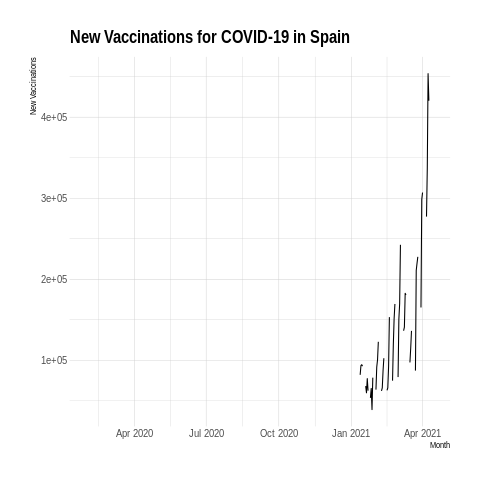 New Vaccinations for COVID-19 in Spain
New Vaccinations
4e+05
3e+05
2e+05
1e+05
Apr 2020 Jul 2020 Oct 2020 Jan 2021 Apr 2021
Month